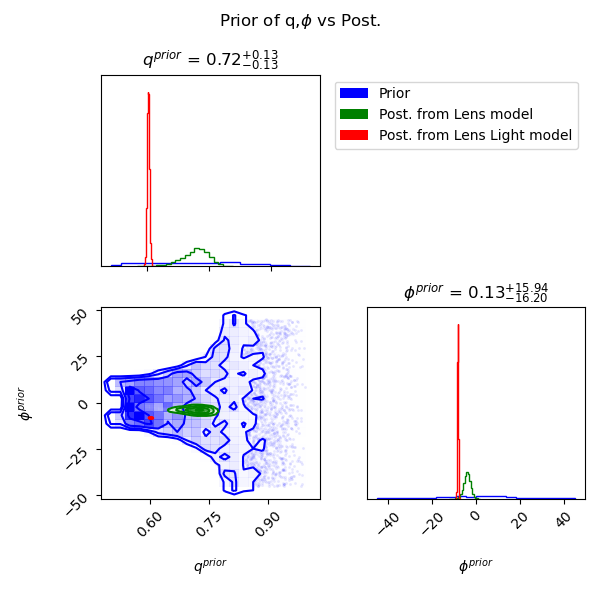 Prior of q,ϕ vs Post.
q^prior = 0.72^{+0.13}_{−0.13}
Prior
Post. from Lens model
Post. from Lens Light model
ϕ^prior = 0.13^{+15.94}_{−16.20}
50
25
0
−25
−50
ϕ^prior
0.60
0.75
0.90
q^prior
−40
−20
0
20
40
ϕ^prior